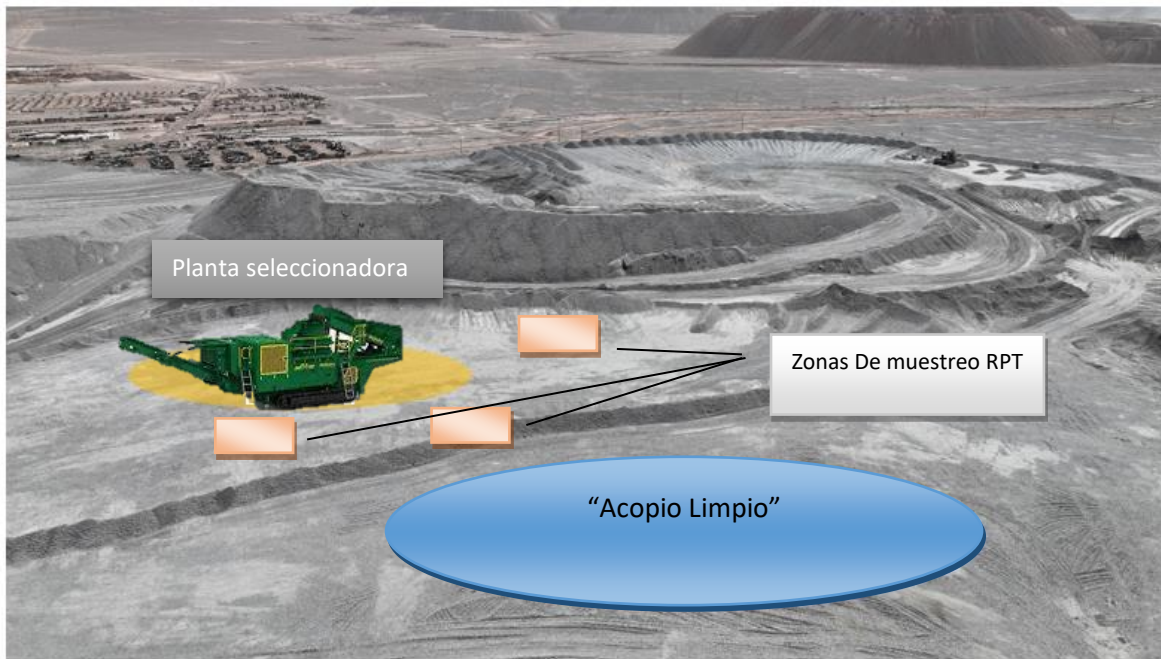 Planta seleccionadora
Zonas De muestreo RPT
“Acopio Limpio”